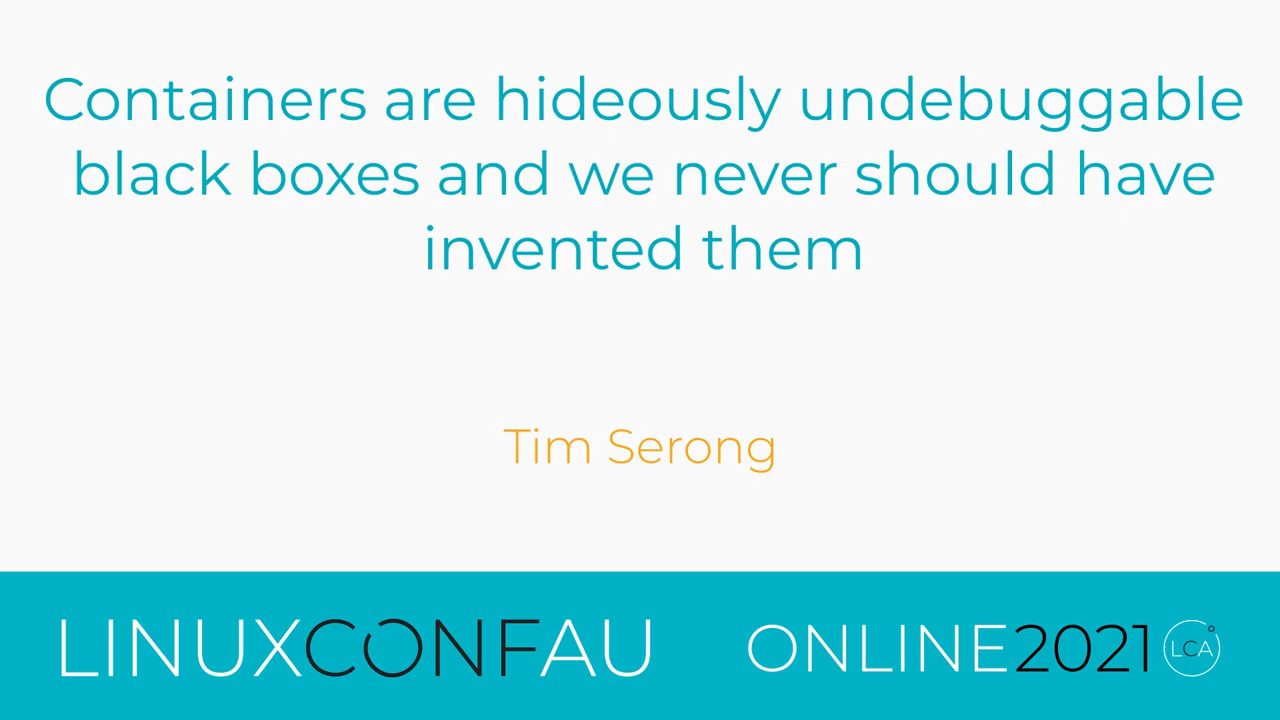 Containers are hideously undebuggable
black boxes and we never should have
invented them
Tim Serong
LINUXCONFAU ONLINE2021 LCA